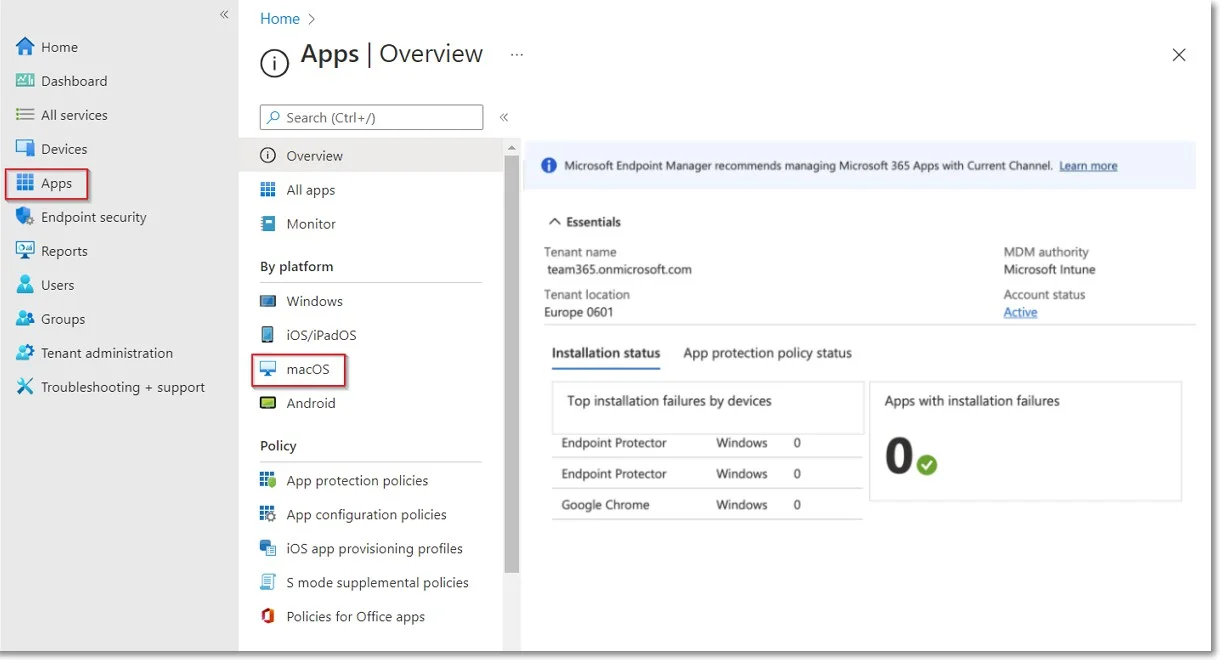 «
Home
Dashboard
All services
Devices
Apps
Endpoint security
Reports
Users
Groups
Tenant administration
Troubleshooting + support
Home >
Apps | Overview ...
Search (Ctrl+/)
«
Overview
All apps
Monitor
By platform
Windows
iOS/iPadOS
macOS
Android
Policy
App protection policies
App configuration policies
iOS app provisioning profiles
S mode supplemental policies
Policies for Office apps
Microsoft Endpoint Manager recommends managing Microsoft 365 Apps with Current Channel. Learn more
Essentials
Tenant name
team365.onmicrosoft.com
Tenant location
Europe 0601
MDM authority
Microsoft Intune
Account status
Active
Installation status App protection policy status
Top installation failures by devices
Endpoint Protector Windows 0
Endpoint Protector Windows 0
Google Chrome Windows 0
Apps with installation failures
0